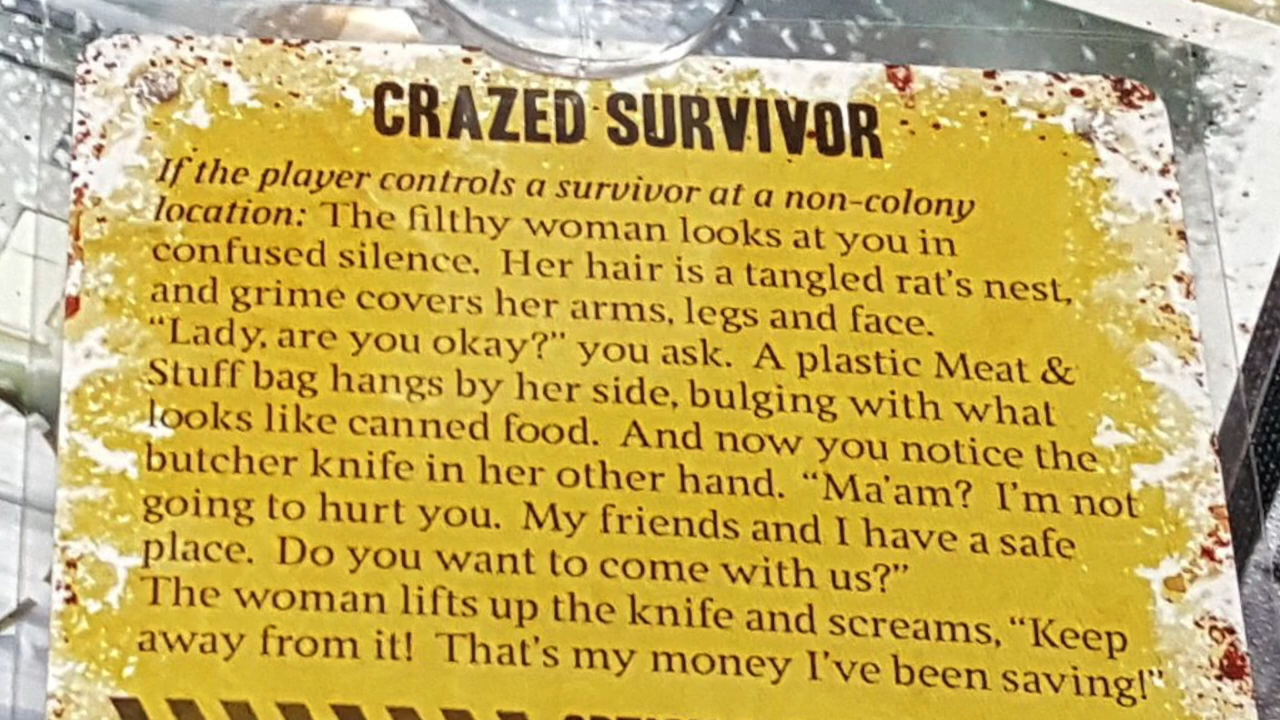 CRAZED SURVIVOR
If the player controls a survivor at a non-colony
location: The filthy woman looks at you in
confused silence. Her hair is a tangled rat's nest,
and grime covers her arms, legs and face.
“Lady, are you okay?” you ask. A plastic Meat &
Stuff bag hangs by her side, bulging with what
looks like canned food. And now you notice the
butcher knife in her other hand. “Ma'am? I'm not
going to hurt you. My friends and I have a safe
place. Do you want to come with us?”
The woman lifts up the knife and screams, “Keep
away from it! That's my money I've been saving!”